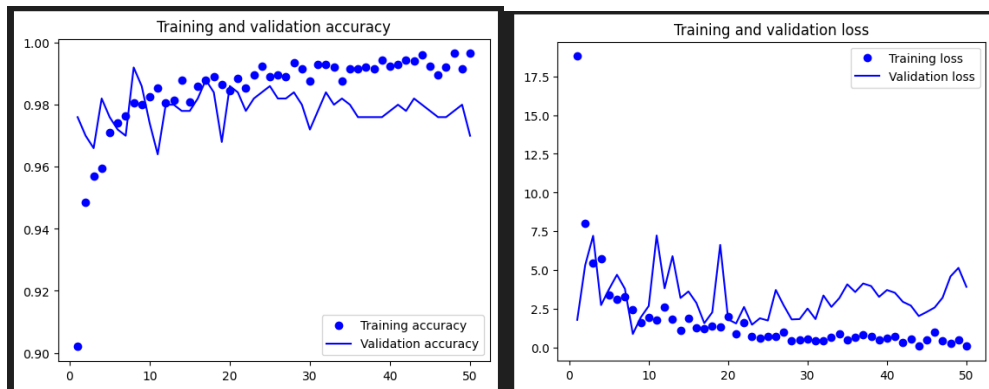 Training and validation accuracy
1.00
0.98
0.96
0.94
0.92
0.90
Training accuracy
Validation accuracy
0 10 20 30 40 50
Training and validation loss
17.5
15.0
12.5
10.0
7.5
5.0
2.5
0.0
Training loss
Validation loss
0 10 20 30 40 50